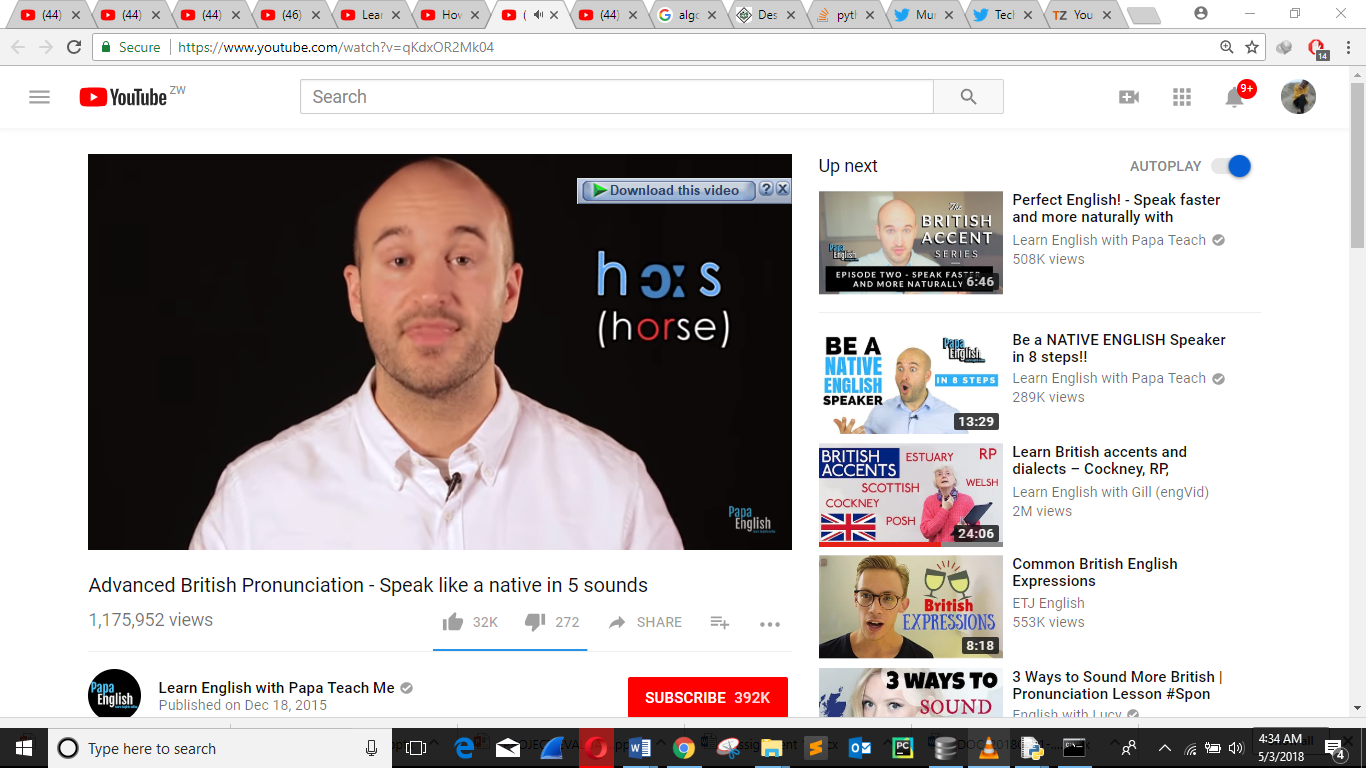 (44)
(44)
(44)
(46)
Lear
How
(
(44)
algo
Des
pyth
Mur
Tech
You
Secure
https://www.youtube.com/watch?v=qKdxOR2Mk04
14
YouTube ZW
Search
9+
Download this video ? X
hɔːs
(horse)
Papa
English
Up next
AUTOPLAY
The
BRITISH
ACCENT
SERIES
Papa
English
EPISODE TWO - SPEAK FASTER
AND MORE NATURALLY
6:46
Perfect English! - Speak faster
and more naturally with
Learn English with Papa Teach
508K views
BE A
NATIVE
ENGLISH
SPEAKER
Papa
English
IN 8 STEPS
13:29
Be a NATIVE ENGLISH Speaker
in 8 steps!!
Learn English with Papa Teach
289K views
BRITISH
ACCENTS
ESTUARY
RP
SCOTTISH
WELSH
COCKNEY
POSH
24:06
Learn British accents and
dialects – Cockney, RP,
Learn English with Gill (engVid)
2M views
British
EXPRESSIONS
8:18
Common British English
Expressions
ETJ English
553K views
3 WAYS TO
SOUND
3 Ways to Sound More British |
Pronunciation Lesson #Spon
English with Lucy
Advanced British Pronunciation - Speak like a native in 5 sounds
1,175,952 views
32K
272
SHARE
Papa
English
Learn English with Papa Teach Me
Published on Dec 18, 2015
SUBSCRIBE 392K
Type here to search
4:34 AM
5/3/2018
4